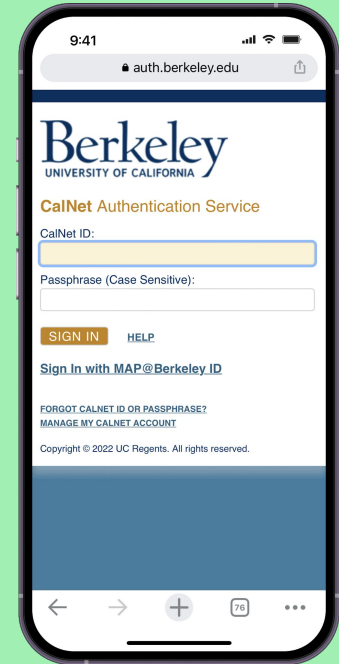 9:41
auth.berkeley.edu
Berkeley
UNIVERSITY OF CALIFORNIA
CalNet Authentication Service
CalNet ID:
Passphrase (Case Sensitive):
SIGN IN HELP
Sign In with MAP@Berkeley ID
FORGOT CALNET ID OR PASSPHRASE?
MANAGE MY CALNET ACCOUNT
Copyright © 2022 UC Regents. All rights reserved.
76